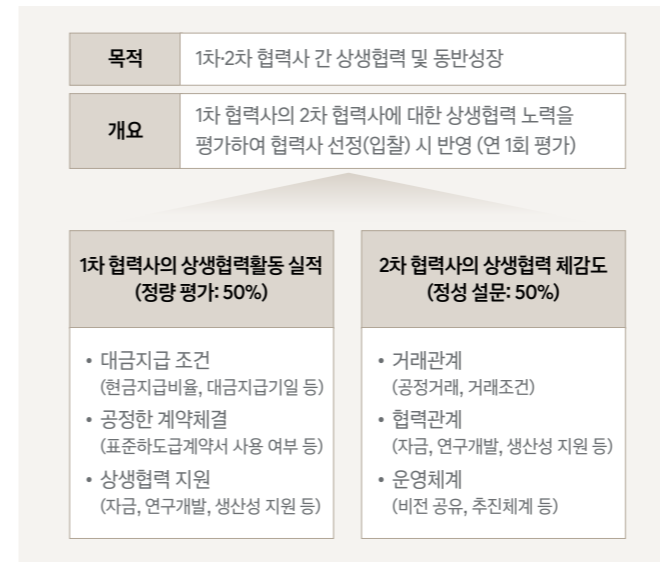 목적
1차·2차 협력사 간 상생협력 및 동반성장
개요
1차 협력사의 2차 협력사에 대한 상생협력 노력을
평가하여 협력사 선정(입찰) 시 반영 (연 1회 평가)
1차 협력사의 상생협력활동 실적
(정량 평가: 50%)
• 대금지급 조건
(현금지급비율, 대금지급기일 등)
• 공정한 계약체결
(표준하도급계약서 사용 여부 등)
• 상생협력 지원
(자금, 연구개발, 생산성 지원 등)
2차 협력사의 상생협력 체감도
(정성 설문: 50%)
• 거래관계
(공정거래, 거래조건)
• 협력관계
(자금, 연구개발, 생산성 지원 등)
• 운영체계
(비전 공유, 추진체계 등)